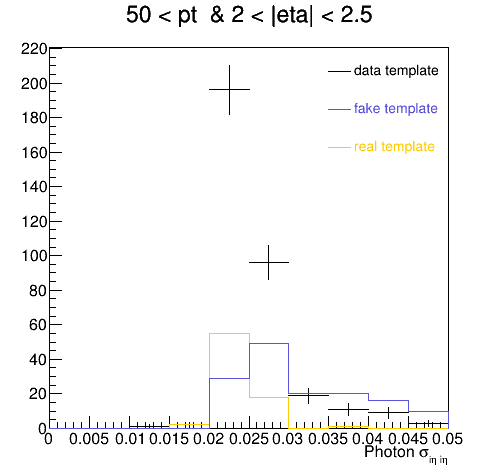 50 < pt & 2 < |eta| < 2.5
220
200
180
160
140
120
100
80
60
40
20
0
data template
fake template
real template
0 0.005 0.01 0.015 0.02 0.025 0.03 0.035 0.04 0.045 0.05
Photon σiη iη